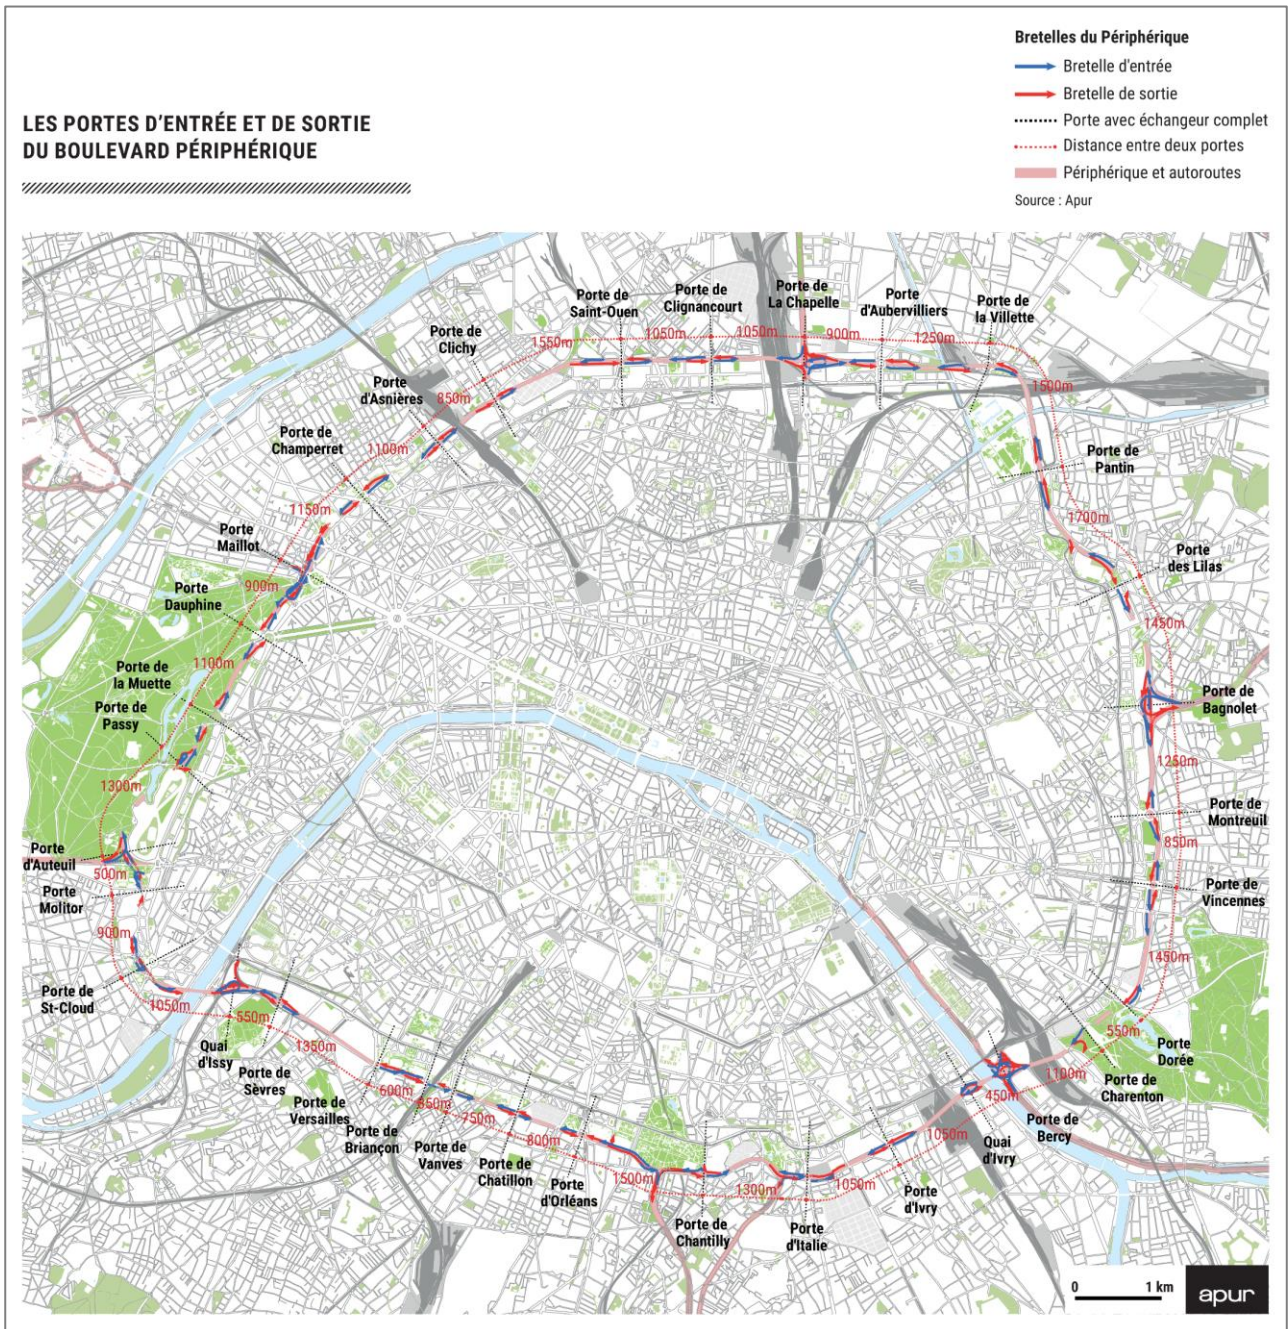 Bretelles du Périphérique
Bretelle d'entrée
Bretelle de sortie
Porte avec échangeur complet
Distance entre deux portes
Périphérique et autoroutes
Source : Apur
LES PORTES D'ENTRÉE ET DE SORTIE
DU BOULEVARD PÉRIPHÉRIQUE
Porte de
Saint-Ouen
Porte de
Clignancourt
Porte de
La Chapelle
Porte
d'Aubervilliers
Porte de
la Villette
Porte de
Clichy
1550m
1050m
1050m
900m
1250m
Porte
d'Asnières
850m
1500m
Porte de
Champerret
1100m
Porte de
Pantin
1150m
1700m
Porte
Maillot
Porte
des Lilas
900m
Porte
Dauphine
1450m
1100m
Porte de
la Muette
Porte de
Bagnolet
Porte de
Passy
1250m
1300m
Porte de
Montreuil
Porte
d'Auteuil
850m
500m
Porte
Molitor
Porte de
Vincennes
900m
1450m
Porte de
St-Cloud
1050m
550m
Quai
d'Issy
1350m
Porte de
Sèvres
550m
Porte
Dorée
1100m
Porte de
Charenton
Porte de
Versailles
600m
850m
750m
450m
Porte de
Bercy
Porte de
Briançon
Porte de
Vanves
800m
1050m
Quai
d'Ivry
Porte de
Chatillon
Porte
d'Orléans
1500m
1300m
1050m
Porte
d'Ivry
Porte de
Chantilly
Porte
d'Italie
0 1 km
apur